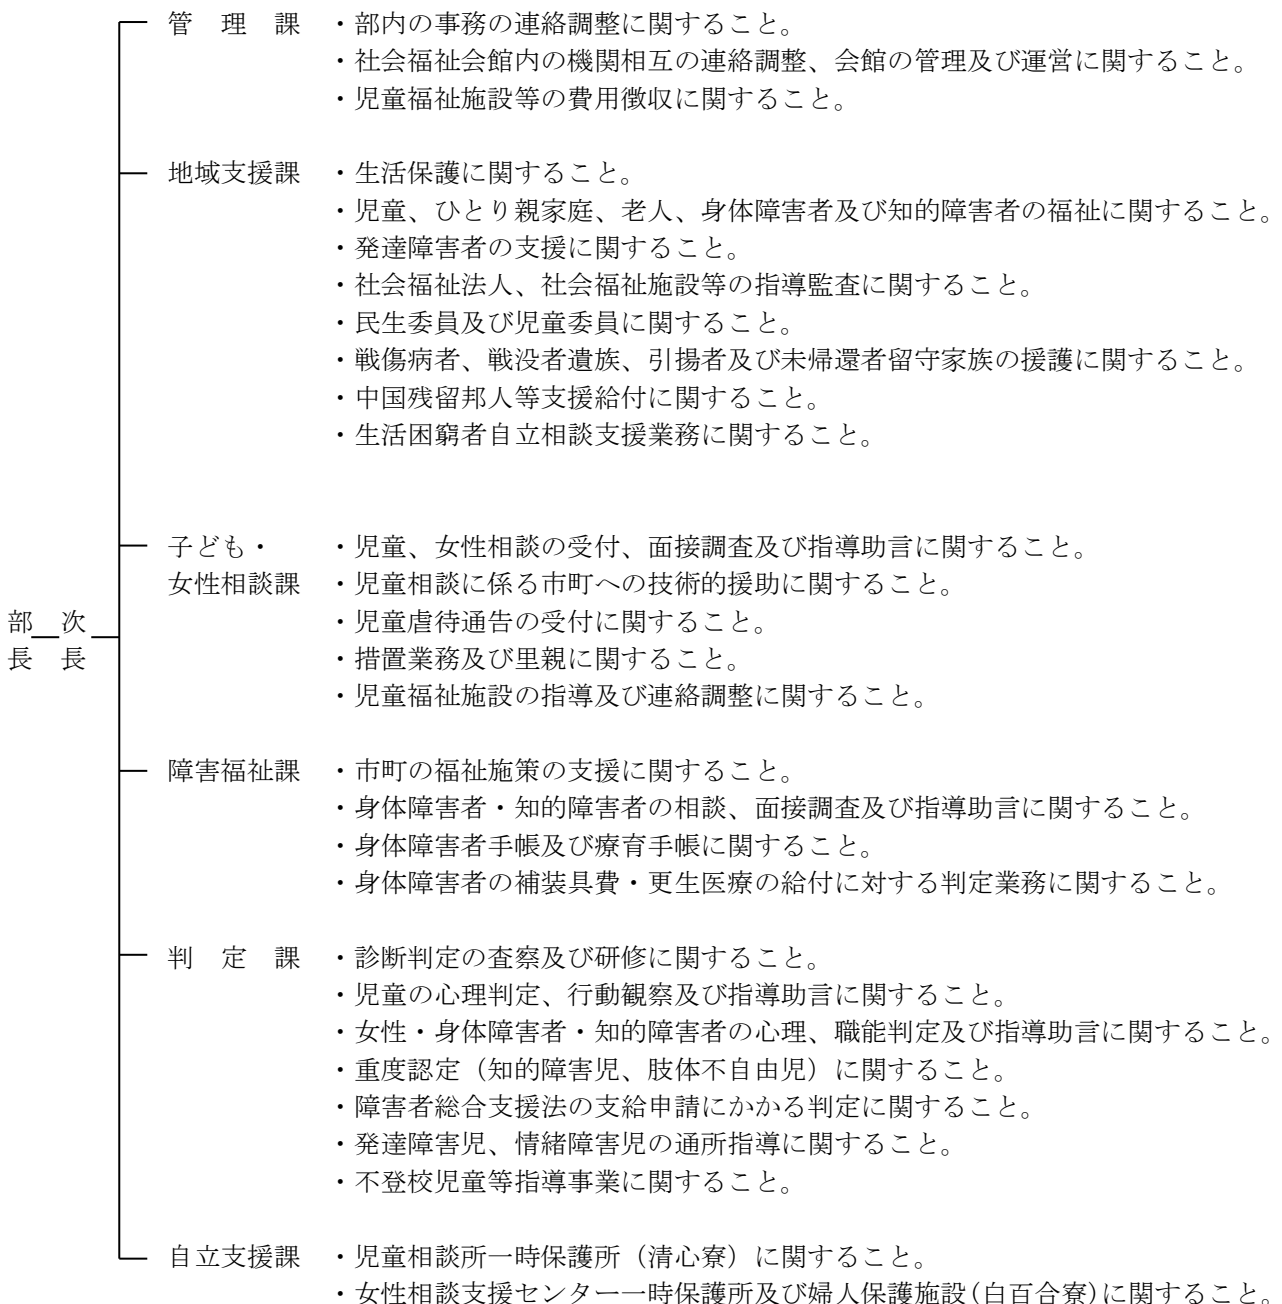 管　理　課　・部内の事務の連絡調整に関すること。
・社会福祉会館内の機関相互の連絡調整、会館の管理及び運営に関すること。
・児童福祉施設等の費用徴収に関すること。
地域支援課　・生活保護に関すること。
・児童、ひとり親家庭、老人、身体障害者及び知的障害者の福祉に関すること。
・発達障害者の支援に関すること。
・社会福祉法人、社会福祉施設等の指導監査に関すること。
・民生委員及び児童委員に関すること。
・戦傷病者、戦没者遺族、引揚者及び未帰還者留守家族の援護に関すること。
・中国残留邦人等支援給付に関すること。
・生活困窮者自立相談支援業務に関すること。
子ども・　・児童、女性相談の受付、面接調査及び指導助言に関すること。
女性相談課　・児童相談に係る市町への技術的援助に関すること。
部　次　・児童虐待通告の受付に関すること。
長　長　・措置業務及び里親に関すること。
・児童福祉施設の指導及び連絡調整に関すること。
障害福祉課　・市町の福祉施策の支援に関すること。
・身体障害者・知的障害者の相談、面接調査及び指導助言に関すること。
・身体障害者手帳及び療育手帳に関すること。
・身体障害者の補装具費・更生医療の給付に対する判定業務に関すること。
判　定　課　・診断判定の査察及び研修に関すること。
・児童の心理判定、行動観察及び指導助言に関すること。
・女性・身体障害者・知的障害者の心理、職能判定及び指導助言に関すること。
・重度認定（知的障害児、肢体不自由児）に関すること。
・障害者総合支援法の支給申請にかかる判定に関すること。
・発達障害児、情緒障害児の通所指導に関すること。
・不登校児童等指導事業に関すること。
自立支援課　・児童相談所一時保護所（清心寮）に関すること。
・女性相談支援センター一時保護所及び婦人保護施設(白百合寮)に関すること。